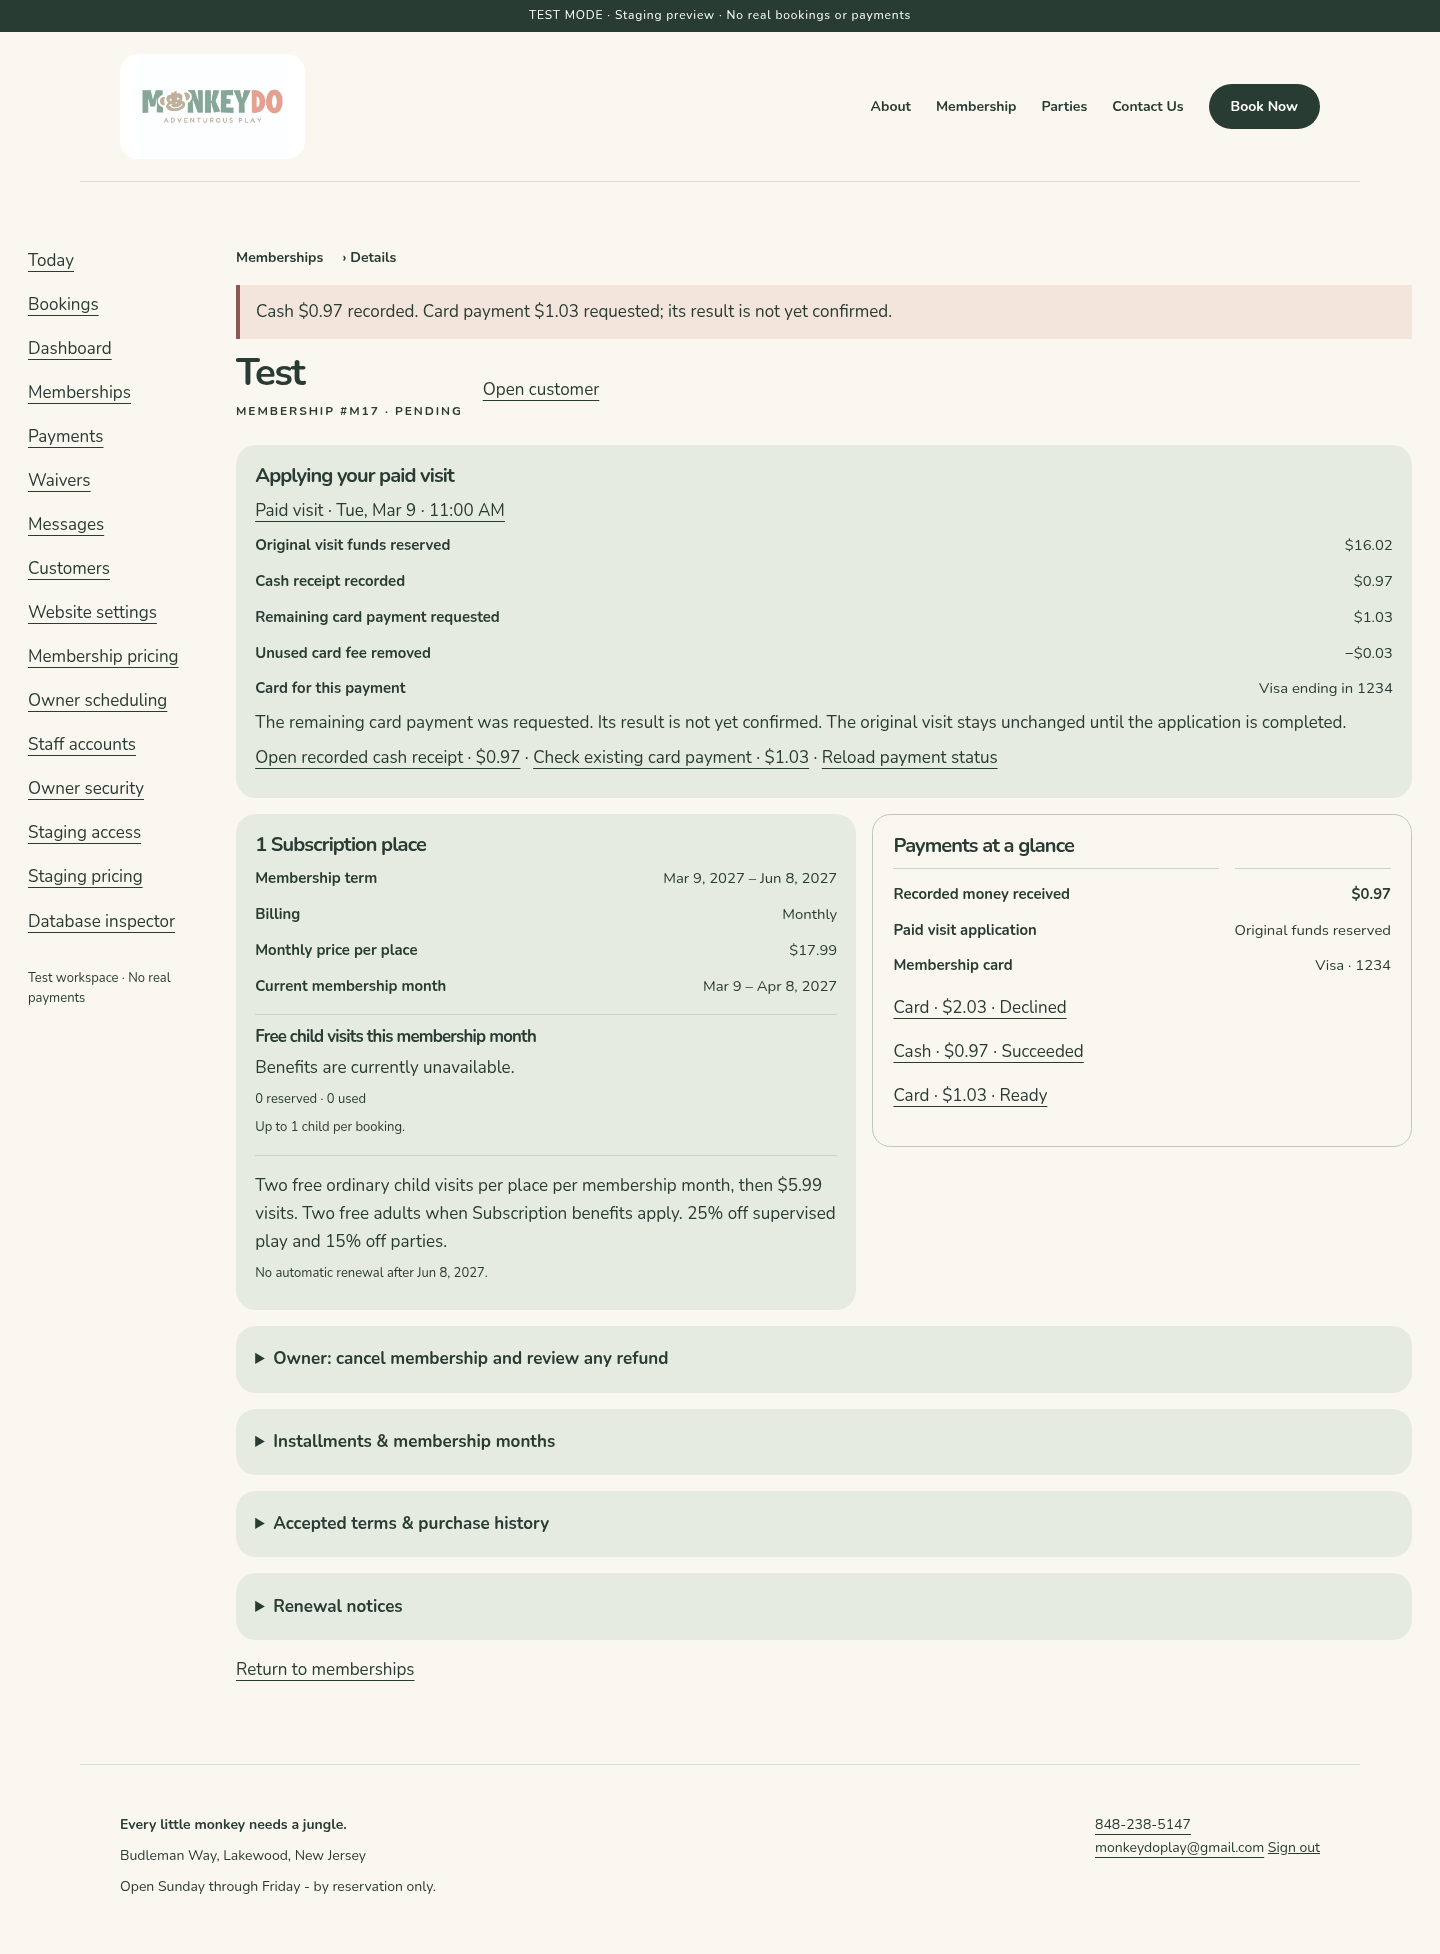 TEST MODE · Staging preview · No real bookings or payments
MONKEYDO
ADVENTUROUS PLAY
About Membership Parties Contact Us Book Now
Today
Bookings
Dashboard
Memberships
Payments
Waivers
Messages
Customers
Website settings
Membership pricing
Owner scheduling
Staff accounts
Owner security
Staging access
Staging pricing
Database inspector
Test workspace · No real
payments
Memberships › Details
Cash $0.97 recorded. Card payment $1.03 requested; its result is not yet confirmed.
Test
MEMBERSHIP #M17 · PENDING
Open customer
Applying your paid visit
Paid visit · Tue, Mar 9 · 11:00 AM
Original visit funds reserved $16.02
Cash receipt recorded $0.97
Remaining card payment requested $1.03
Unused card fee removed −$0.03
Card for this payment Visa ending in 1234
The remaining card payment was requested. Its result is not yet confirmed. The original visit stays unchanged until the application is completed.
Open recorded cash receipt · $0.97 · Check existing card payment · $1.03 · Reload payment status
1 Subscription place
Membership term Mar 9, 2027 – Jun 8, 2027
Billing Monthly
Monthly price per place $17.99
Current membership month Mar 9 – Apr 8, 2027
Free child visits this membership month
Benefits are currently unavailable.
0 reserved · 0 used
Up to 1 child per booking.
Two free ordinary child visits per place per membership month, then $5.99
visits. Two free adults when Subscription benefits apply. 25% off supervised
play and 15% off parties.
No automatic renewal after Jun 8, 2027.
Payments at a glance
Recorded money received $0.97
Paid visit application Original funds reserved
Membership card Visa · 1234
Card · $2.03 · Declined
Cash · $0.97 · Succeeded
Card · $1.03 · Ready
Owner: cancel membership and review any refund
Installments & membership months
Accepted terms & purchase history
Renewal notices
Return to memberships
Every little monkey needs a jungle.
Budleman Way, Lakewood, New Jersey
Open Sunday through Friday - by reservation only.
848-238-5147
monkeydoplay@gmail.com Sign out